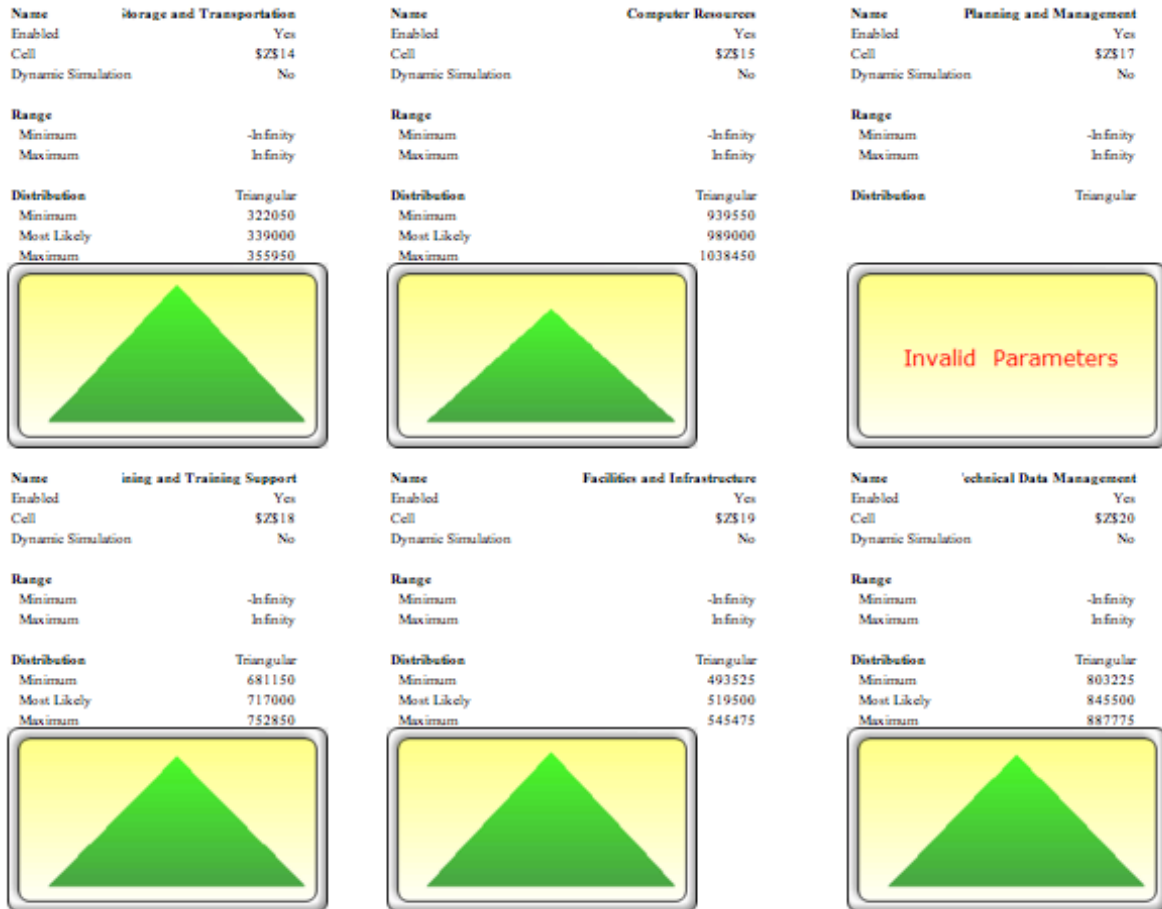 Name Storage and Transportation
Enabled Yes
Cell $Z$14
Dynamic Simulation No
Range
Minimum -Infinity
Maximum Infinity
Distribution Triangular
Minimum 322050
Most Likely 339000
Maximum 355950
Name Computer Resources
Enabled Yes
Cell $Z$15
Dynamic Simulation No
Range
Minimum -Infinity
Maximum Infinity
Distribution Triangular
Minimum 939550
Most Likely 989000
Maximum 1038450
Name Planning and Management
Enabled Yes
Cell $Z$17
Dynamic Simulation No
Range
Minimum -Infinity
Maximum Infinity
Distribution Triangular
Invalid Parameters
Name ining and Training Support
Enabled Yes
Cell $Z$18
Dynamic Simulation No
Range
Minimum -Infinity
Maximum Infinity
Distribution Triangular
Minimum 681150
Most Likely 717000
Maximum 752850
Name Facilities and Infrastructure
Enabled Yes
Cell $Z$19
Dynamic Simulation No
Range
Minimum -Infinity
Maximum Infinity
Distribution Triangular
Minimum 493525
Most Likely 519500
Maximum 545475
Name echnical Data Management
Enabled Yes
Cell $Z$20
Dynamic Simulation No
Range
Minimum -Infinity
Maximum Infinity
Distribution Triangular
Minimum 803225
Most Likely 845500
Maximum 887775